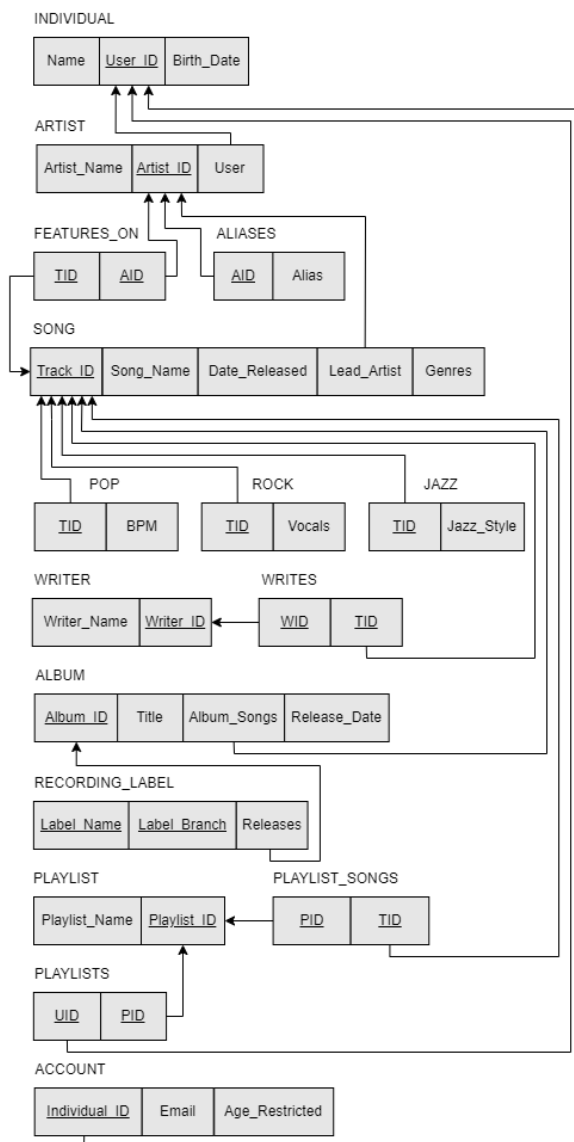 INDIVIDUAL
Name User_ID Birth_Date
ARTIST
Artist_Name Artist_ID User
FEATURES_ON ALIASES
TID AID AID Alias
SONG
Track_ID Song_Name Date_Released Lead_Artist Genres
POP ROCK JAZZ
TID BPM TID Vocals TID Jazz_Style
WRITER WRITES
Writer_Name Writer_ID WID TID
ALBUM
Album_ID Title Album_Songs Release_Date
RECORDING_LABEL
Label_Name Label_Branch Releases
PLAYLIST PLAYLIST_SONGS
Playlist_Name Playlist_ID PID TID
PLAYLISTS
UID PID
ACCOUNT
Individual_ID Email Age_Restricted